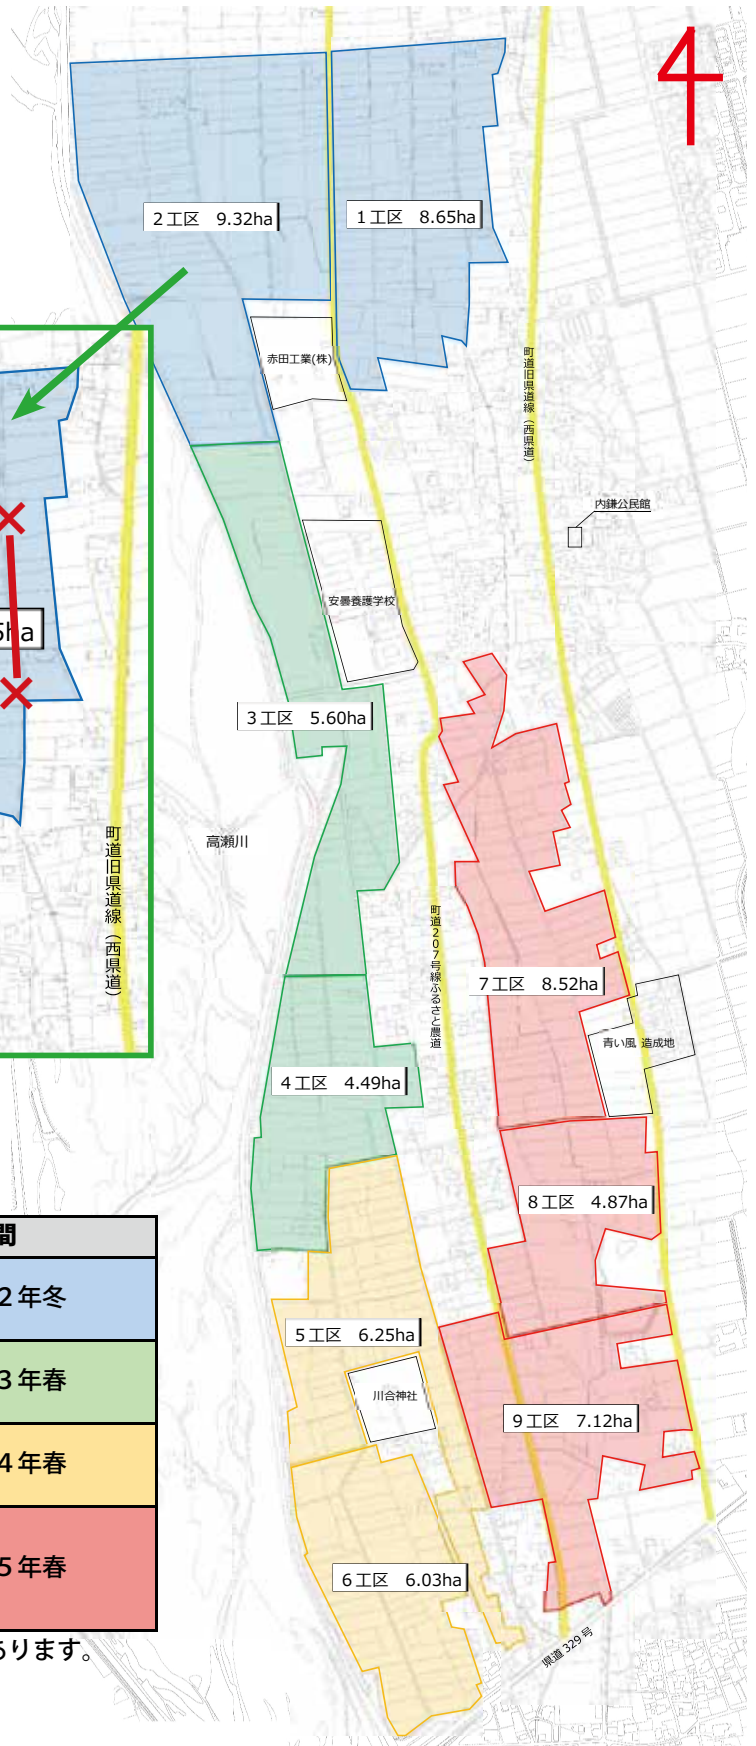 2工区 9.32ha
1工区 8.65ha
赤田工業(株)
町道旧県道線（西県道）
内鎌公民館
安曇養護学校
3工区 5.60ha
高瀬川
町道旧県道線（西県道）
町道207号線ふるさと農道
7工区 8.52ha
青い風 造成地
4工区 4.49ha
8工区 4.87ha
間
2年冬
3年春
4年春
5年春
あります。
5工区 6.25ha
川合神社
9工区 7.12ha
6工区 6.03ha
県道329号